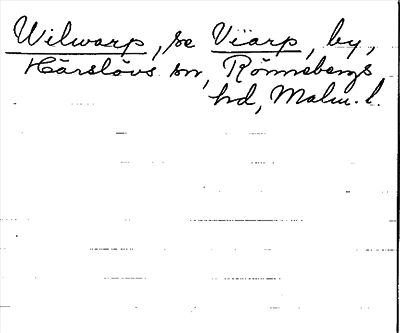 Wilwarp, se Viarp, by,
Härslövs sn, Rönnebergs
hd, Malm. l.